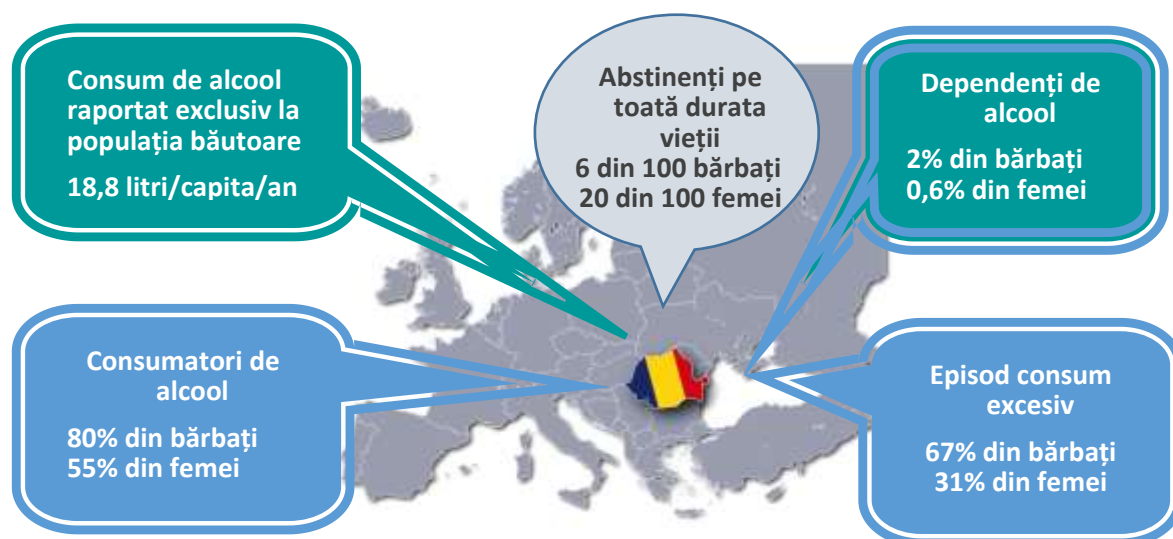 Consum de alcool
raportat exclusiv la
populația băutoare
18,8 litri/capita/an
Abstinenți pe
toată durata
vieții
6 din 100 bărbați
20 din 100 femei
Dependenți de
alcool
2% din bărbați
0,6% din femei
Consumatori de
alcool
80% din bărbați
55% din femei
Episod consum
excesiv
67% din bărbați
31% din femei